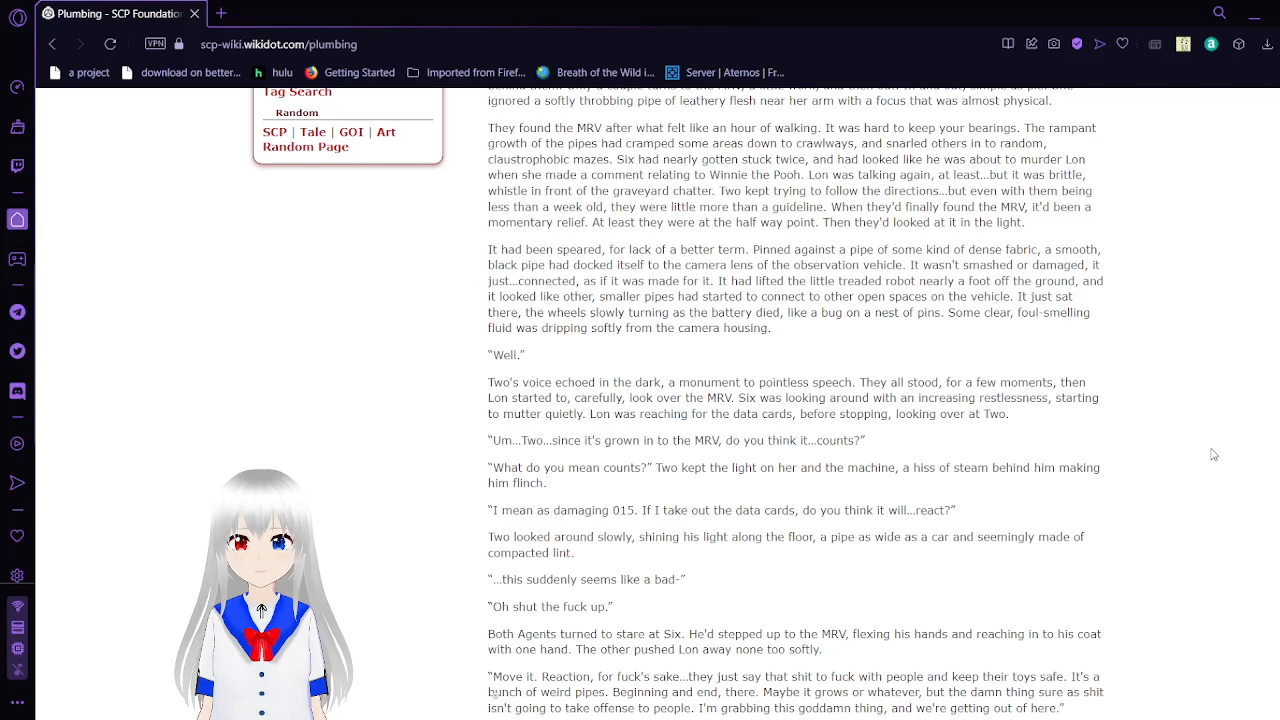 Plumbing - SCP Foundation
VPN
scp-wiki.wikidot.com/plumbing
a project
download on better...
hulu
Getting Started
Imported from Firef...
Breath of the Wild i...
Server | Aternos | Fr...
Tag Search
Random
SCP | Tale | GOI | Art
Random Page
ignored a softly throbbing pipe of leathery flesh near her arm with a focus that was almost physical.
They found the MRV after what felt like an hour of walking. It was hard to keep your bearings. The rampant
growth of the pipes had cramped some areas down to crawlways, and snarled others in to random,
claustrophobic mazes. Six had nearly gotten stuck twice, and had looked like he was about to murder Lon
when she made a comment relating to Winnie the Pooh. Lon was talking again, at least...but it was brittle,
whistle in front of the graveyard chatter. Two kept trying to follow the directions...but even with them being
less than a week old, they were little more than a guideline. When they'd finally found the MRV, it'd been a
momentary relief. At least they were at the half way point. Then they'd looked at it in the light.
It had been speared, for lack of a better term. Pinned against a pipe of some kind of dense fabric, a smooth,
black pipe had docked itself to the camera lens of the observation vehicle. It wasn't smashed or damaged, it
just...connected, as if it was made for it. It had lifted the little treaded robot nearly a foot off the ground, and
it looked like other, smaller pipes had started to connect to other open spaces on the vehicle. It just sat
there, the wheels slowly turning as the battery died, like a bug on a nest of pins. Some clear, foul-smelling
fluid was dripping softly from the camera housing.
“Well.”
Two's voice echoed in the dark, a monument to pointless speech. They all stood, for a few moments, then
Lon started to, carefully, look over the MRV. Six was looking around with an increasing restlessness, starting
to mutter quietly. Lon was reaching for the data cards, before stopping, looking over at Two.
“Um...Two...since it's grown in to the MRV, do you think it...counts?”
“What do you mean counts?” Two kept the light on her and the machine, a hiss of steam behind him making
him flinch.
“I mean as damaging 015. If I take out the data cards, do you think it will...react?”
Two looked around slowly, shining his light along the floor, a pipe as wide as a car and seemingly made of
compacted lint.
“...this suddenly seems like a bad-”
“Oh shut the fuck up.”
Both Agents turned to stare at Six. He'd stepped up to the MRV, flexing his hands and reaching in to his coat
with one hand. The other pushed Lon away none too softly.
“Move it. Reaction, for fuck's sake...they just say that shit to fuck with people and keep their toys safe. It's a
bunch of weird pipes. Beginning and end, there. Maybe it grows or whatever, but the damn thing sure as shit
isn't going to take offense to people. I'm grabbing this goddamn thing, and we're getting out of here.”